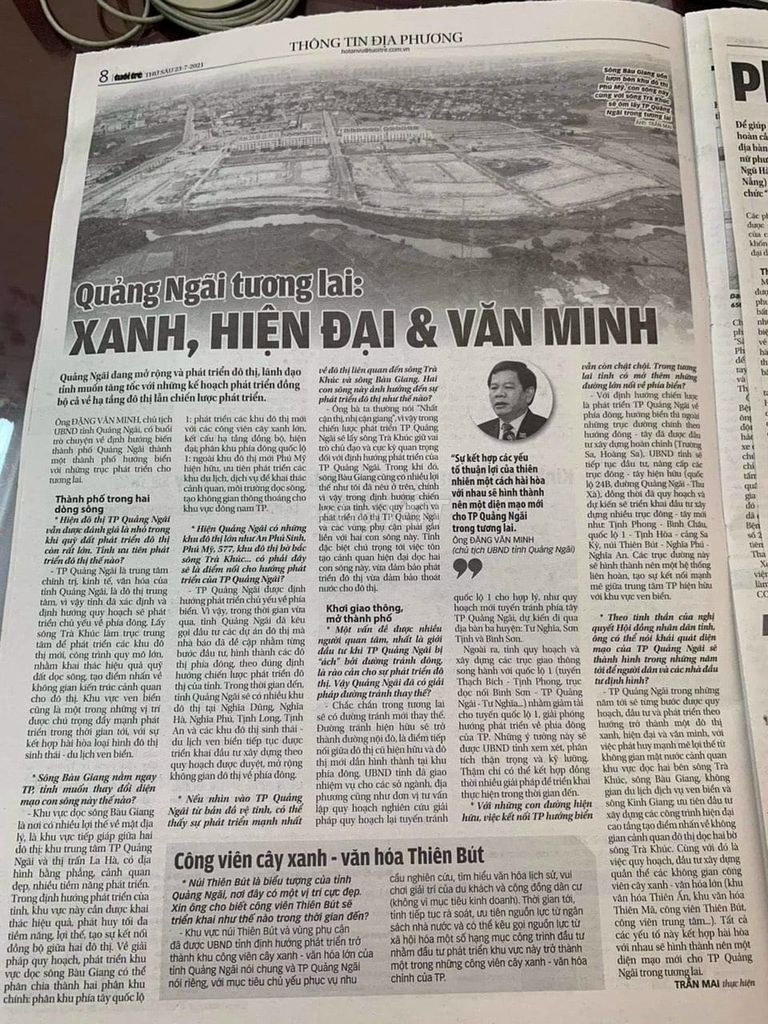 THÔNG TIN ĐỊA PHƯƠNG
hotanvu@tuoitre.com.vn
8 tuổi trẻ THỨ SÁU 23-7-2021
Sông Bàu Giang uốn
lượn bên khu đô thị
Phú Mỹ, con sông này
cùng với sông Trà Khúc
sẽ ôm lấy TP Quảng
Ngãi trong tương lai
ẢNH: TRẦN MAI
Quảng Ngãi tương lai:
XANH, HIỆN ĐẠI & VĂN MINH
Quảng Ngãi đang mở rộng và phát triển đô thị, lãnh đạo
tỉnh muốn tăng tốc với những kế hoạch phát triển đồng
bộ cả về hạ tầng đô thị lẫn chiến lược phát triển.
Ông ĐẶNG VĂN MINH, chủ tịch
UBND tỉnh Quảng Ngãi, có buổi
trò chuyện về định hướng biến
thành phố Quảng Ngãi thành
một thành phố hướng biển
với những trục phát triển cho
tương lai.
Thành phố trong hai
dòng sông
* Hiện đô thị TP Quảng Ngãi
vẫn được đánh giá là nhỏ trong
khi quỹ đất phát triển đô thị
còn rất lớn. Tỉnh ưu tiên phát
triển đô thị thế nào?
- TP Quảng Ngãi là trung tâm
chính trị, kinh tế, văn hóa của
tỉnh Quảng Ngãi, là đô thị trung
tâm, vì vậy tỉnh đã xác định và
định hướng quy hoạch sẽ phát
triển chủ yếu về phía đông. Lấy
sông Trà Khúc làm trục trung
tâm để phát triển các khu đô
thị mới, công trình quy mô lớn,
nhằm khai thác hiệu quả quỹ
đất dọc sông, tạo điểm nhấn về
không gian kiến trúc cảnh quan
cho đô thị. Khu vực ven biển
cũng là một trong những vị trí
được chú trọng đẩy mạnh phát
triển trong thời gian tới, với sự
kết hợp hài hòa loại hình đô thị
sinh thái - du lịch ven biển.
* Sông Bàu Giang nằm ngay
TP, tỉnh muốn thay đổi diện
mạo con sông này thế nào?
- Khu vực dọc sông Bàu Giang
là nơi có nhiều lợi thế về mặt địa
lý, là khu vực tiếp giáp giữa hai
đô thị: khu trung tâm TP Quảng
Ngãi và thị trấn La Hà, có địa
hình bằng phẳng, cảnh quan
đẹp, nhiều tiềm năng phát triển.
Trong định hướng phát triển của
tỉnh, khu vực này cần được khai
thác hiệu quả, phát huy tối đa
tiềm năng, lợi thế, tạo sự kết nối
đồng bộ giữa hai đô thị. Về giải
pháp quy hoạch, phát triển khu
vực dọc sông Bàu Giang có thể
phân chia thành hai phân khu
chính: phân khu phía tây quốc lộ
1: phát triển các khu đô thị mới
với các công viên cây xanh lớn,
kết cấu hạ tầng đồng bộ, hiện
đại; phân khu phía đông quốc lộ
1: ngoài khu đô thị mới Phú Mỹ
hiện hữu, ưu tiên phát triển các
khu du lịch, dịch vụ để khai thác
cảnh quan, môi trường dọc sông,
tạo không gian thông thoáng cho
khu vực đông nam TP.
* Hiện Quảng Ngãi có những
khu đô thị lớn như An Phú Sinh,
Phú Mỹ, 577, khu đô thị bờ bắc
sông Trà Khúc... có phải đây
sẽ là điểm nối cho hướng phát
triển của TP Quảng Ngãi?
- TP Quảng Ngãi được định
hướng phát triển chủ yếu về phía
biển. Vì vậy, trong thời gian vừa
qua, tỉnh Quảng Ngãi đã kêu
gọi đầu tư các dự án đô thị mà
nhà báo đã đề cập nhằm từng
bước đầu tư, hình thành các đô
thị phía đông, theo đúng định
hướng chiến lược phát triển đô
thị của tỉnh. Trong thời gian đến,
tỉnh Quảng Ngãi sẽ có nhiều khu
đô thị tại Nghĩa Dũng, Nghĩa
Hà, Nghĩa Phú, Tịnh Long, Tịnh
An và các khu đô thị sinh thái -
du lịch ven biển tiếp tục được
triển khai đầu tư xây dựng theo
quy hoạch được duyệt, mở rộng
không gian đô thị về phía đông.
* Nếu nhìn vào TP Quảng
Ngãi từ bản đồ vệ tinh, có thể
thấy sự phát triển mạnh nhất
về đô thị liên quan đến sông Trà
Khúc và sông Bàu Giang. Hai
con sông này ảnh hưởng đến sự
phát triển đô thị như thế nào?
- Ông bà ta thường nói "Nhất
cận thị, nhị cận giang", vì vậy trong
chiến lược phát triển TP Quảng
Ngãi sẽ lấy sông Trà Khúc giữ vai
trò chủ đạo và cực kỳ quan trọng
đối với định hướng phát triển của
TP Quảng Ngãi. Trong khi đó,
sông Bàu Giang cũng có nhiều lợi
thế như tôi đã nêu ở trên, chính
vì vậy trong định hướng chiến lược
của tỉnh, việc quy hoạch và
phát triển đô thị TP Quảng Ngãi
và các vùng phụ cận phải gắn
liền với hai con sông này. Tỉnh
đặc biệt chú trọng tới việc tôn
tạo cảnh quan hiện đại dọc hai
con sông này, vừa đảm bảo phát
triển đô thị vừa đảm bảo thoát
nước cho đô thị.
Khơi giao thông,
mở thành phố
* Một vấn đề được nhiều
người quan tâm, nhất là giới
đầu tư khi TP Quảng Ngãi bị
"ách" bởi đường tránh đông,
là rào cản cho sự phát triển đô
thị. Vậy Quảng Ngãi đã có giải
pháp đường tránh thay thế?
- Chắc chắn trong tương lai
sẽ có đường tránh mới thay thế.
Đường tránh hiện hữu sẽ trở
thành đường nội đô, là điểm tiếp
nối giữa đô thị cũ hiện hữu và đô
thị mới dần hình thành tại khu
phía đông. UBND tỉnh đã giao
nhiệm vụ cho các sở ngành, địa
phương cùng như đơn vị tư vấn
lập quy hoạch nghiên cứu giải
pháp quy hoạch lại tuyến tránh
"Sự kết hợp các yếu
tố thuận lợi của thiên
nhiên một cách hài hòa
với nhau sẽ hình thành
nên một diện mạo mới
cho TP Quảng Ngãi
trong tương lai.
Ông ĐẶNG VĂN MINH
(chủ tịch UBND tỉnh Quảng Ngãi)
quốc lộ 1 cho hợp lý, như quy
hoạch mới tuyến tránh phía tây
TP Quảng Ngãi, dự kiến đi qua
địa bàn ba huyện: Tư Nghĩa, Sơn
Tịnh và Bình Sơn.
Ngoài ra, tỉnh quy hoạch và
xây dựng các trục giao thông
song hành với quốc lộ 1 (tuyến
Thạch Bích - Tịnh Phong, trục
dọc nối Bình Sơn - TP Quảng
Ngãi - Tư Nghĩa...) nhằm giảm tải
cho tuyến quốc lộ 1, giải phóng
hướng phát triển về phía đông
của TP. Những ý tưởng này sẽ
được UBND tỉnh xem xét, phân
tích thận trọng và kỹ lưỡng.
Thậm chí có thể kết hợp đồng
thời nhiều giải pháp để triển khai
thực hiện trong thời gian đến.
* Với những con đường hiện
hữu, việc kết nối TP hướng biển
vẫn còn chật chội. Trong tương
lai tỉnh có mở thêm những
đường lớn nối về phía biển?
- Với định hướng chiến lược
là phát triển TP Quảng Ngãi về
phía đông, hướng biển thì ngoài
những trục đường chính theo
hướng đông - tây đã được đầu
tư xây dựng hoàn chỉnh (Trường
Sa, Hoàng Sa), UBND tỉnh sẽ
tiếp tục đầu tư, nâng cấp các trục
đông - tây hiện hữu (quốc
lộ 24B, đường Quảng Ngãi - Thu
Xà), đồng thời đã quy hoạch và
dự kiến sẽ triển khai đầu tư xây
dựng nhiều trục đông - tây mới
như: Tịnh Phong - Bình Châu,
quốc lộ 1 - Tịnh Hòa - cảng Sa
Kỳ, núi Thiên Bút - Nghĩa Phú -
Nghĩa An. Các trục đường này
sẽ hình thành nên một hệ thống
liên hoàn, tạo sự kết nối mạnh
mẽ giữa trung tâm TP hiện hữu
với khu vực ven biển.
* Theo tinh thần của nghị
quyết Hội đồng nhân dân tỉnh,
ông có thể nói khái quát diện
mạo của TP Quảng Ngãi sẽ
thành hình trong những năm
tới để người dân và các nhà đầu
tư định hình?
- TP Quảng Ngãi trong những
năm tới sẽ từng bước được quy
hoạch, đầu tư và phát triển theo
hướng trở thành một đô thị
xanh, hiện đại và văn minh, với
việc phát huy mạnh mẽ lợi thế từ
không gian mặt nước cảnh quan
khu vực dọc hai bên sông Trà
Khúc, sông Bàu Giang, không
gian du lịch dịch vụ ven biển và
sông Kinh Giang, ưu tiên đầu tư
xây dựng các công trình hiện đại
cao tầng tạo điểm nhấn về không
gian cảnh quan đô thị dọc hai bờ
sông Trà Khúc. Cùng với đó là
việc quy hoạch, đầu tư xây dựng
quần thể các không gian công
viên cây xanh - văn hóa lớn (khu
văn hóa Thiên Ấn, khu văn hóa
Thiên Mã, công viên Thiên Bút,
công viên trung tâm...). Tất cả
các yếu tố này kết hợp hài hòa
với nhau sẽ hình thành nên một
diện mạo mới cho TP Quảng
Ngãi trong tương lai.
TRẦN MAI thực hiện
Công viên cây xanh - văn hóa Thiên Bút
* Núi Thiên Bút là biểu tượng của tỉnh
Quảng Ngãi, nơi đây có một vị trí cực đẹp.
Xin ông cho biết công viên Thiên Bút sẽ
triển khai như thế nào trong thời gian đến?
- Khu vực núi Thiên Bút và vùng phụ cận
đã được UBND tỉnh định hướng phát triển trở
thành khu công viên cây xanh - văn hóa lớn của
tỉnh Quảng Ngãi nói chung và TP Quảng Ngãi
nói riêng, với mục tiêu chủ yếu phục vụ nhu
cầu nghiên cứu, tìm hiểu văn hóa lịch sử, vui
chơi giải trí của du khách và cộng đồng dân cư
(không vì mục tiêu kinh doanh). Thời gian tới,
tỉnh tiếp tục rà soát, ưu tiên nguồn lực từ ngân
sách nhà nước và có thể kêu gọi nguồn lực từ
xã hội hóa một số hạng mục công trình đầu tư
nhằm đầu tư phát triển khu vực này trở thành
một trong những công viên cây xanh - văn hóa
chính của TP.
Để giúp
hoàn cả
địa bàn
nữ phư
Ngũ Hà
Nẵng)
chức "